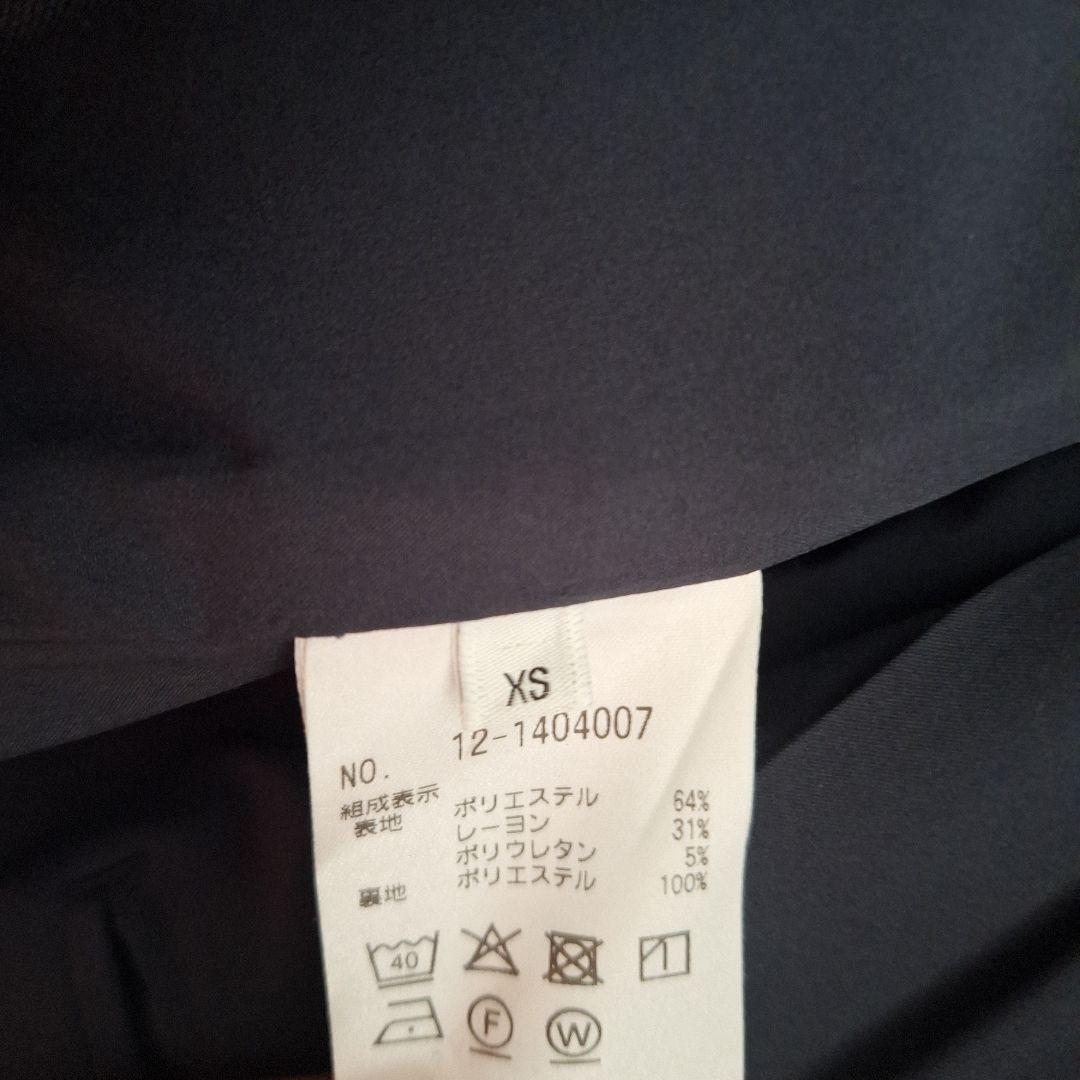 XS
NO. 12-1404007
組成表示
表地 ポリエステル 64%
レーヨン 31%
ポリウレタン 5%
裏地 ポリエステル 100%
40
F W